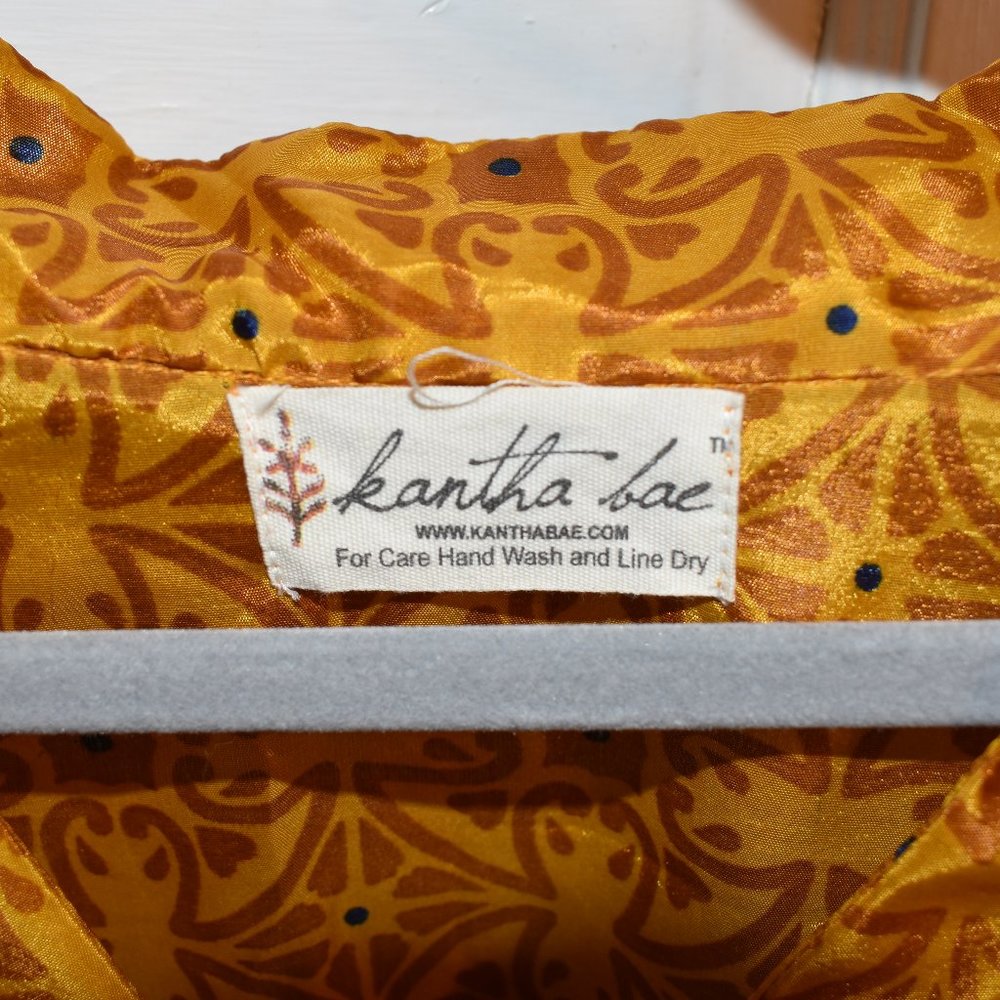 kantha bae ™
WWW.KANTHABAE.COM
For Care Hand Wash and Line Dry